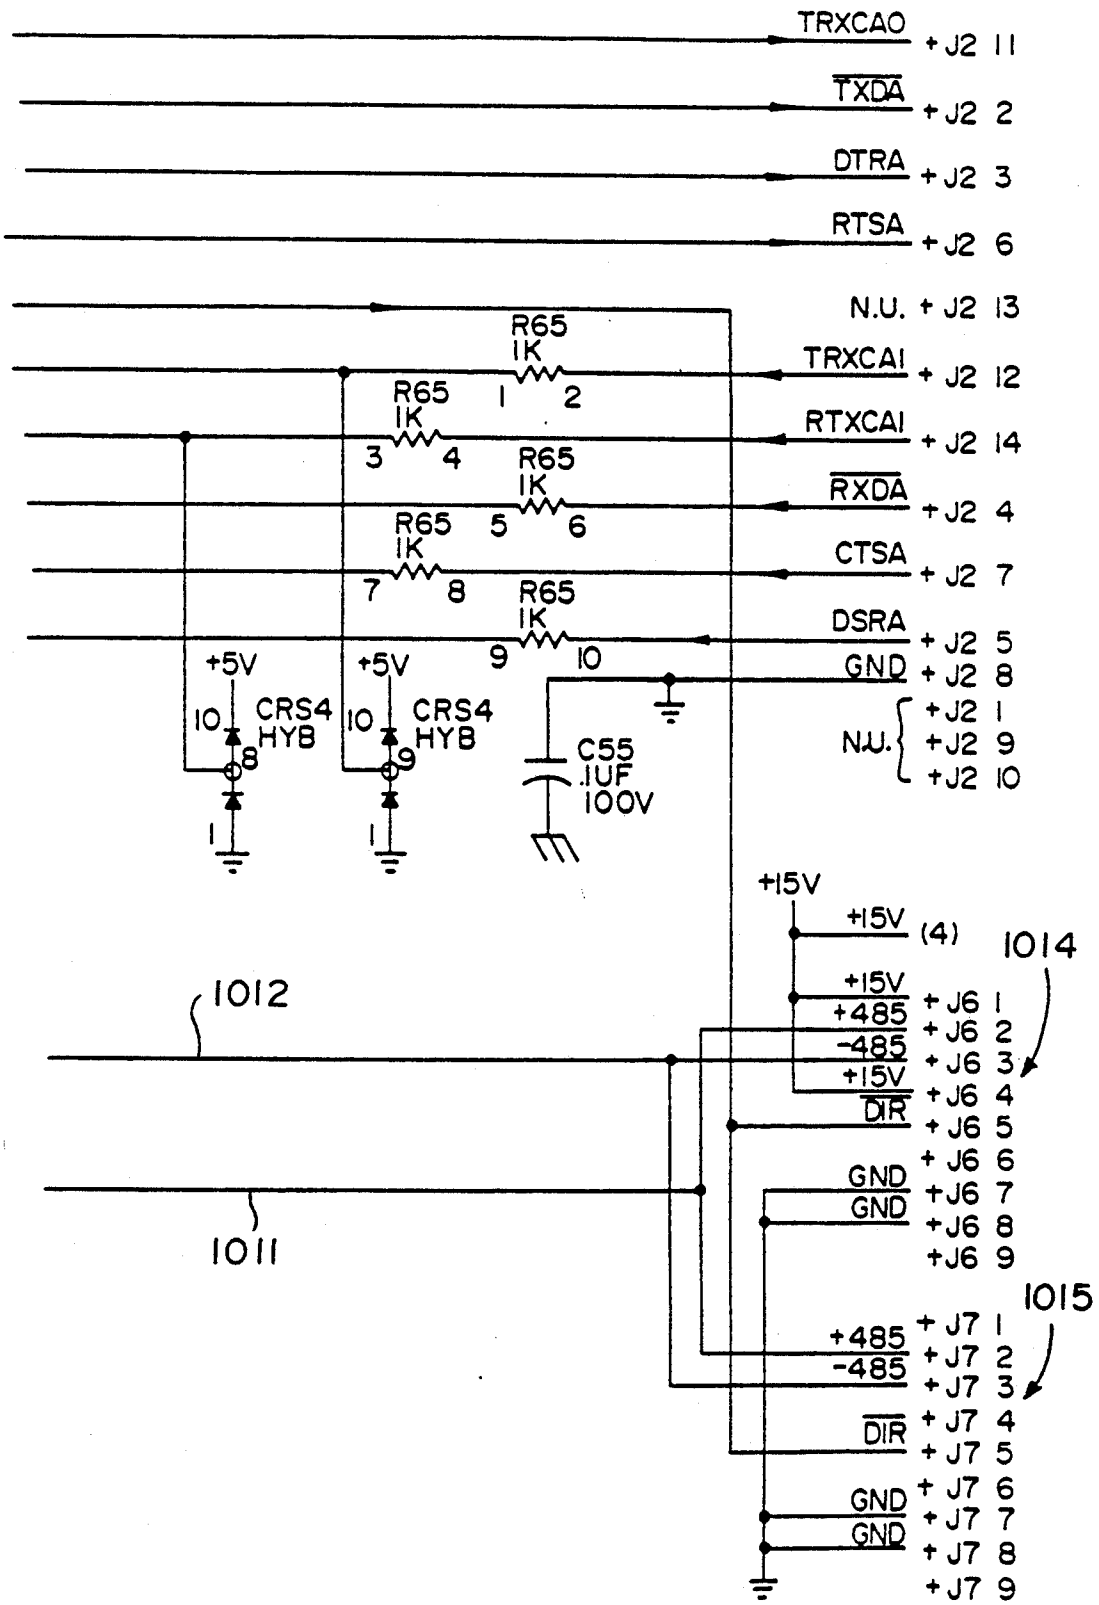 TRXCAO + J2 11
TXDA + J2 2
DTRA + J2 3
RTSA + J2 6
N.U. + J2 13
R65
1K
1 2
TRXCAI + J2 12
R65
1K
3 4
RTXCAI + J2 14
R65
1K
5 6
RXDA + J2 4
R65
1K
7 8
CTSA + J2 7
R65
1K
9 10
DSRA + J2 5
GND + J2 8
N.U. { + J2 1
+ J2 9
+ J2 10
+5V
10 CRS4
HYB
8
1
+5V
10 CRS4
HYB
9
1
C55
.1UF
100V
+15V
+15V (4)
1014
+15V + J6 1
+485 + J6 2
-485 + J6 3
+15V + J6 4
DIR + J6 5
+ J6 6
GND + J6 7
GND + J6 8
+ J6 9
1012
1011
1015
+ J7 1
+485 + J7 2
-485 + J7 3
+ J7 4
DIR + J7 5
+ J7 6
GND + J7 7
GND + J7 8
+ J7 9